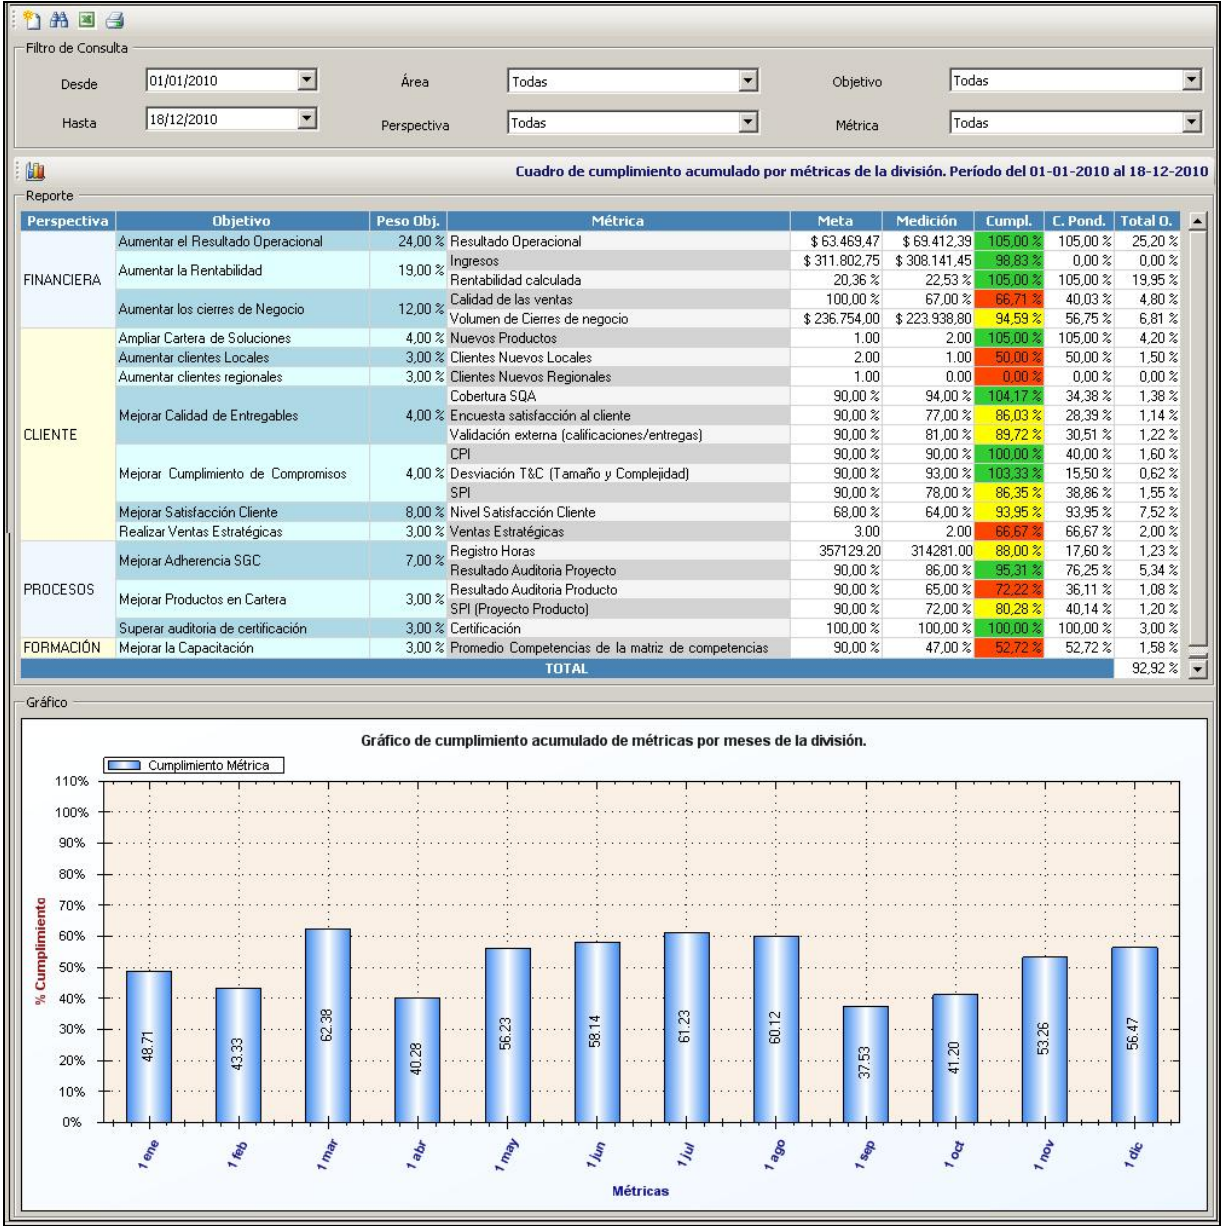 Filtro de Consulta
Desde 01/01/2010 Área Todas Objetivo Todas
Hasta 18/12/2010 Perspectiva Todas Métrica Todas
Cuadro de cumplimiento acumulado por métricas de la división. Período del 01-01-2010 al 18-12-2010
Reporte
Perspectiva Objetivo Peso Obj. Métrica Meta Medición Cumpl. C. Pond. Total O.
Aumentar el Resultado Operacional 24,00 % Resultado Operacional $ 63.469,47 $ 69.412,39 105,00 % 105,00 % 25,20 %
FINANCIERA Aumentar la Rentabilidad 19,00 % Ingresos $ 311.802,75 $ 308.141,45 98,83 % 0,00 % 0,00 %
Rentabilidad calculada 20,36 % 22,53 % 105,00 % 105,00 % 19,95 %
Aumentar los cierres de Negocio 12,00 % Calidad de las ventas 100,00 % 67,00 % 66,71 % 40,03 % 4,80 %
Volumen de Cierres de negocio $ 236.754,00 $ 223.938,80 94,59 % 56,75 % 6,81 %
Ampliar Cartera de Soluciones 4,00 % Nuevos Productos 1.00 2.00 105,00 % 105,00 % 4,20 %
Aumentar clientes Locales 3,00 % Clientes Nuevos Locales 2.00 1.00 50,00 % 50,00 % 1,50 %
Aumentar clientes regionales 3,00 % Clientes Nuevos Regionales 1.00 0.00 0,00 % 0,00 % 0,00 %
Cobertura SQA 90,00 % 94,00 % 104,17 % 34,38 % 1,38 %
Mejorar Calidad de Entregables 4,00 % Encuesta satisfacción al cliente 90,00 % 77,00 % 86,03 % 28,39 % 1,14 %
CLIENTE Validación externa (calificaciones/entregas) 90,00 % 81,00 % 89,72 % 30,51 % 1,22 %
CPI 90,00 % 90,00 % 100,00 % 40,00 % 1,60 %
Mejorar Cumplimiento de Compromisos 4,00 % Desviación T&C (Tamaño y Complejidad) 90,00 % 93,00 % 103,33 % 15,50 % 0,62 %
SPI 90,00 % 78,00 % 86,35 % 38,86 % 1,55 %
Mejorar Satisfacción Cliente 8,00 % Nivel Satisfacción Cliente 68,00 % 64,00 % 93,95 % 93,95 % 7,52 %
Realizar Ventas Estratégicas 3,00 % Ventas Estratégicas 3.00 2.00 66,67 % 66,67 % 2,00 %
Mejorar Adherencia SGC 7,00 % Registro Horas 357129.20 314281.00 88,00 % 17,60 % 1,23 %
Resultado Auditoria Proyecto 90,00 % 86,00 % 95,31 % 76,25 % 5,34 %
PROCESOS Mejorar Productos en Cartera 3,00 % Resultado Auditoria Producto 90,00 % 65,00 % 72,22 % 36,11 % 1,08 %
SPI (Proyecto Producto) 90,00 % 72,00 % 80,28 % 40,14 % 1,20 %
Superar auditoria de certificación 3,00 % Certificación 100,00 % 100,00 % 100,00 % 100,00 % 3,00 %
FORMACIÓN Mejorar la Capacitación 3,00 % Promedio Competencias de la matriz de competencias 90,00 % 47,00 % 52,72 % 52,72 % 1,58 %
TOTAL 92,92 %
Gráfico
Gráfico de cumplimiento acumulado de métricas por meses de la división.
Cumplimiento Métrica
% Cumplimiento
110%
100%
90%
80%
70%
60%
50%
40%
30%
20%
10%
0%
48.71 43.33 62.38 40.28 56.23 58.14 61.23 60.12 37.53 41.20 53.26 56.47
1 ene 1 feb 1 mar 1 abr 1 may 1 jun 1 jul 1 ago 1 sep 1 oct 1 nov 1 dic
Métricas